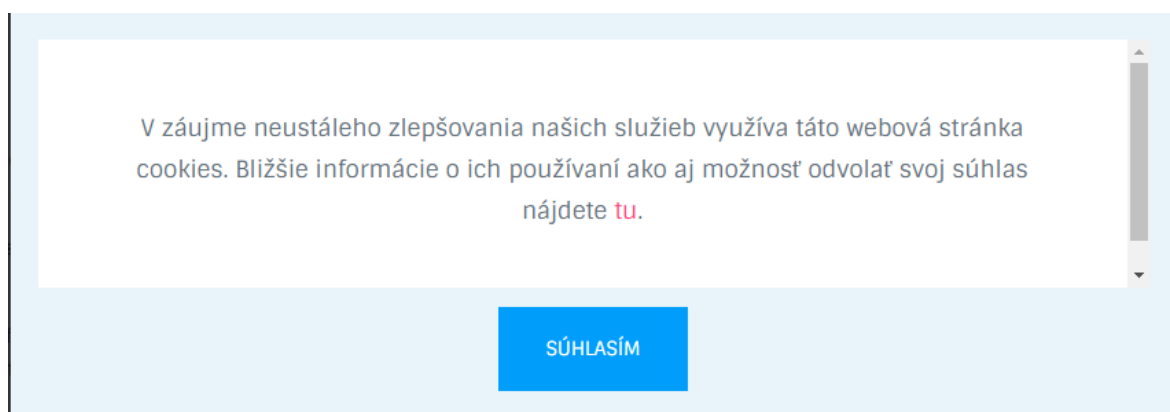 V záujme neustáleho zlepšovania našich služieb využíva táto webová stránka
cookies. Bližšie informácie o ich používaní ako aj možnosť odvolať svoj súhlas
nájdete tu.
SÚHLASÍM